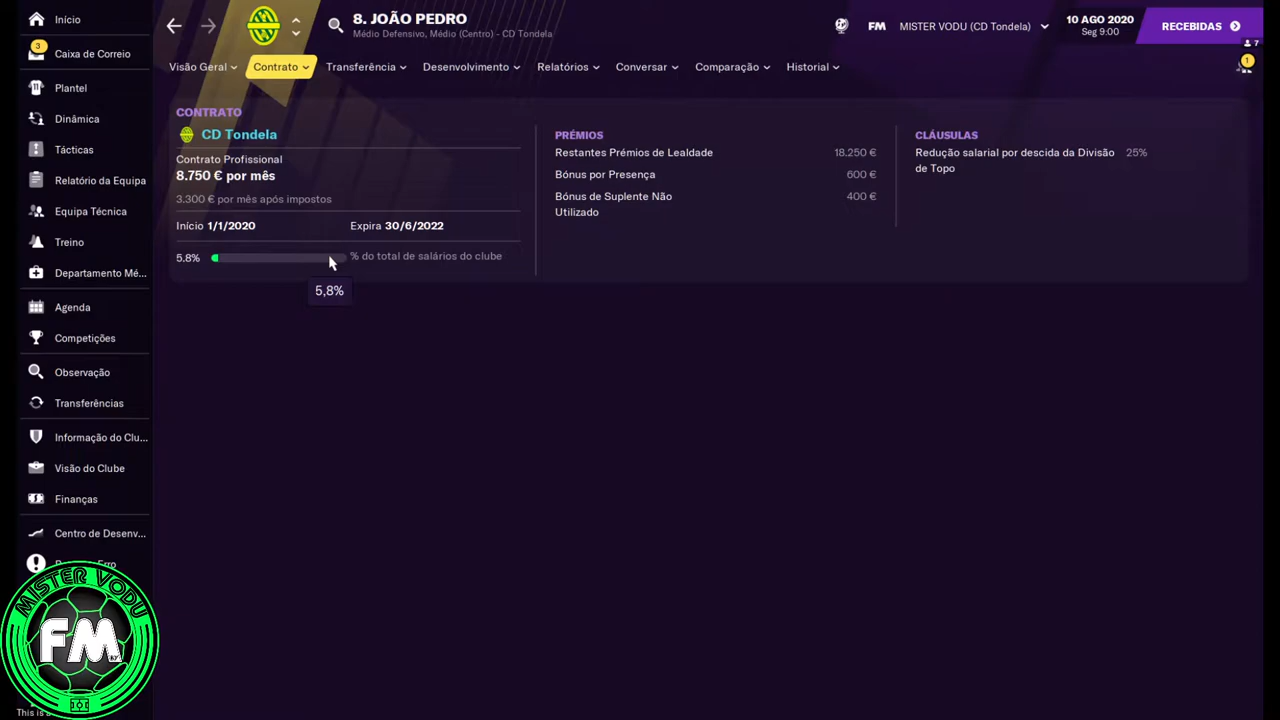 Início
8. JOÃO PEDRO
Médio Defensivo, Médio (Centro) - CD Tondela
FM
MISTER VODU (CD Tondela)
10 AGO 2020
Seg 9:00
RECEBIDAS
7
3
Caixa de Correio
Visão Geral
Contrato
Transferência
Desenvolvimento
Relatórios
Conversar
Comparação
Historial
1
Plantel
Dinâmica
Tácticas
Relatório da Equipa
Equipa Técnica
Treino
Departamento Mé...
Agenda
Competições
Observação
Transferências
Informação do Clu...
Visão do Clube
Finanças
Centro de Desenv...
CONTRATO
CD Tondela
Contrato Profissional
8.750 € por mês
3.300 € por mês após impostos
Início 1/1/2020
Expira 30/6/2022
5.8%
% do total de salários do clube
5,8%
PRÉMIOS
Restantes Prémios de Lealdade 18.250 €
Bónus por Presença 600 €
Bónus de Suplente Não 400 €
Utilizado
CLÁUSULAS
Redução salarial por descida da Divisão 25%
de Topo
MISTER VODU
FM
This is a